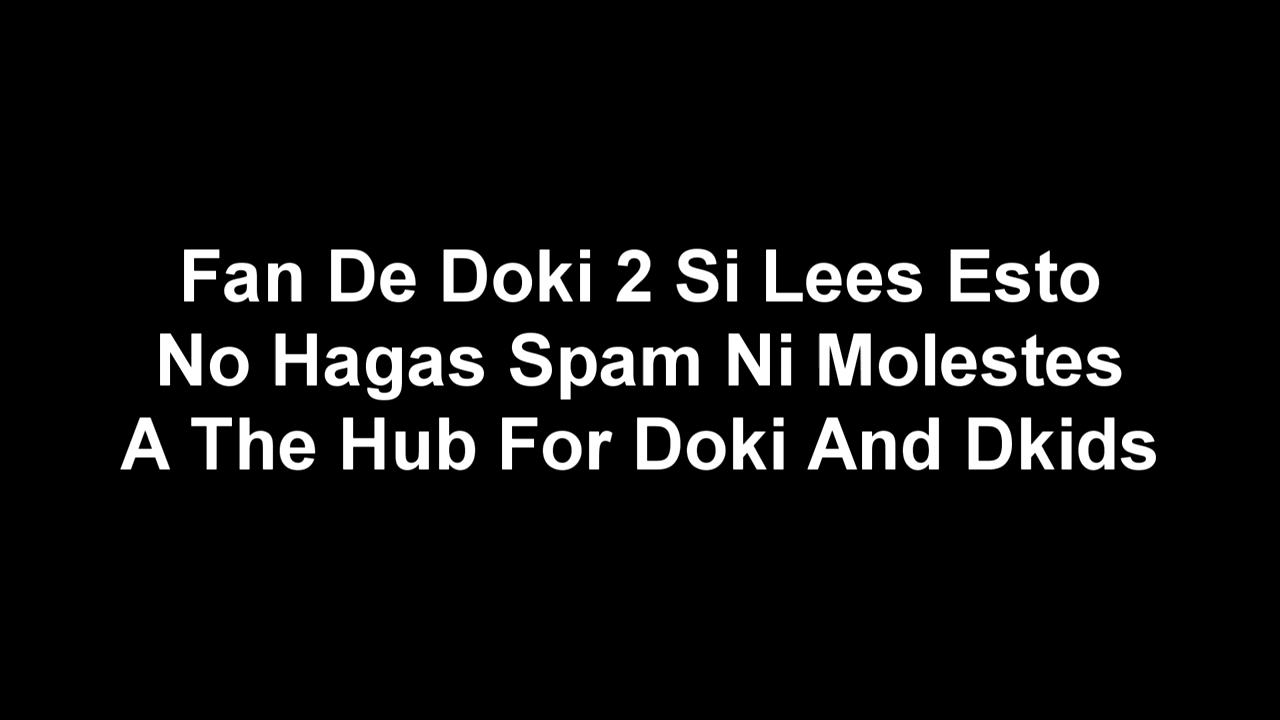 Fan De Doki 2 Si Lees Esto
No Hagas Spam Ni Molestes
A The Hub For Doki And Dkids